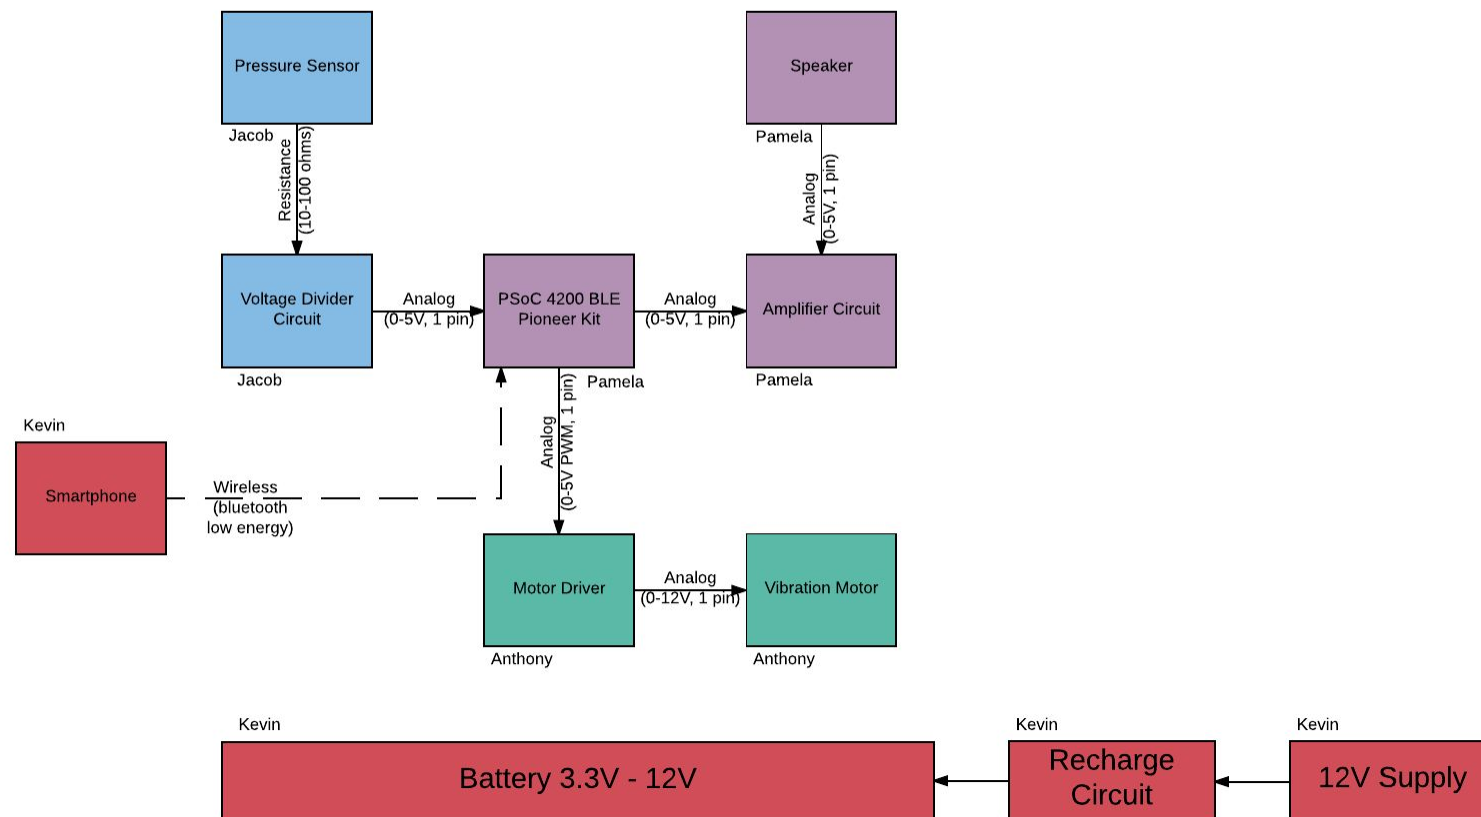 Pressure Sensor
Speaker
Jacob
Pamela
Resistance
(10-100 ohms)
Analog
(0-5V, 1 pin)
Voltage Divider
Circuit
Analog
(0-5V, 1 pin)
PSoC 4200 BLE
Pioneer Kit
Analog
(0-5V, 1 pin)
Amplifier Circuit
Jacob
Pamela
Pamela
Kevin
Smartphone
Wireless
(bluetooth
low energy)
Analog
(0-5V PWM, 1 pin)
Motor Driver
Analog
(0-12V, 1 pin)
Vibration Motor
Anthony
Anthony
Kevin
Kevin
Kevin
Battery 3.3V - 12V
Recharge
Circuit
12V Supply